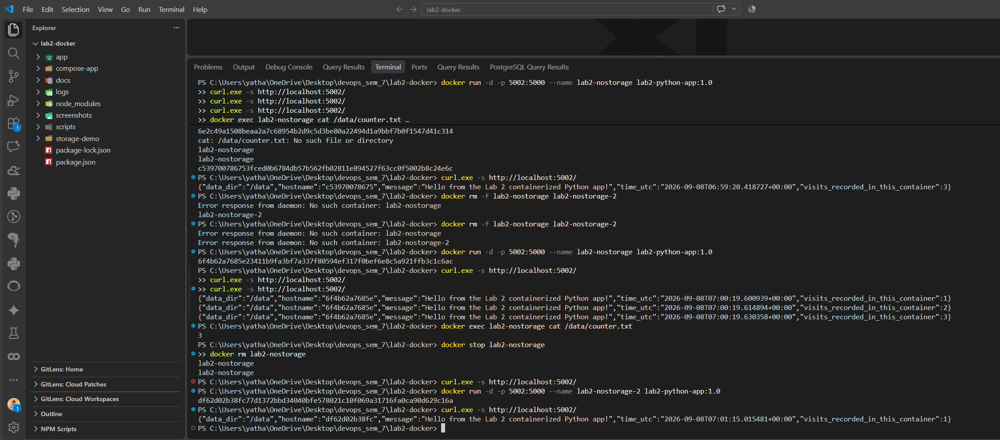 File Edit Selection View Go Run Terminal Help
lab2-docker
Explorer
lab2-docker
app
compose-app
docs
logs
node_modules
screenshots
scripts
storage-demo
package-lock.json
package.json
GitLens: Home
GitLens: Cloud Patches
GitLens: Cloud Workspaces
Outline
NPM Scripts
1
1
Problems Output Debug Console Query Results Terminal Ports Query Results PostgreSQL Query Results
PS C:\Users\yatha\OneDrive\Desktop\devops_sem_7\lab2-docker> docker run -d -p 5002:5000 --name lab2-nostorage lab2-python-app:1.0
>> curl.exe -s http://localhost:5002/
>> curl.exe -s http://localhost:5002/
>> curl.exe -s http://localhost:5002/
>> docker exec lab2-nostorage cat /data/counter.txt …
6e2c49a1508beaa2a7c68954b2d9c5d3be80a22494d1a9bbf7b0f1547d41c314
cat: /data/counter.txt: No such file or directory
lab2-nostorage
lab2-nostorage
c539700786753fced0b6784db57b562fb02811e894527f63cc0f5002b8c24e6c
PS C:\Users\yatha\OneDrive\Desktop\devops_sem_7\lab2-docker> curl.exe -s http://localhost:5002/
{"data_dir":"/data","hostname":"c53970078675","message":"Hello from the Lab 2 containerized Python app!","time_utc":"2026-09-08T06:59:20.418727+00:00","visits_recorded_in_this_container":3}
PS C:\Users\yatha\OneDrive\Desktop\devops_sem_7\lab2-docker> docker rm -f lab2-nostorage lab2-nostorage-2
Error response from daemon: No such container: lab2-nostorage
lab2-nostorage-2
PS C:\Users\yatha\OneDrive\Desktop\devops_sem_7\lab2-docker> docker rm -f lab2-nostorage lab2-nostorage-2
Error response from daemon: No such container: lab2-nostorage
Error response from daemon: No such container: lab2-nostorage-2
PS C:\Users\yatha\OneDrive\Desktop\devops_sem_7\lab2-docker> docker run -d -p 5002:5000 --name lab2-nostorage lab2-python-app:1.0
6f4b62a7685e23411b9fa3bf7a337f80594ef317f0bef6e8c5a921ffb3c1c6ac
PS C:\Users\yatha\OneDrive\Desktop\devops_sem_7\lab2-docker> curl.exe -s http://localhost:5002/
>> curl.exe -s http://localhost:5002/
>> curl.exe -s http://localhost:5002/
{"data_dir":"/data","hostname":"6f4b62a7685e","message":"Hello from the Lab 2 containerized Python app!","time_utc":"2026-09-08T07:00:19.600939+00:00","visits_recorded_in_this_container":1}
{"data_dir":"/data","hostname":"6f4b62a7685e","message":"Hello from the Lab 2 containerized Python app!","time_utc":"2026-09-08T07:00:19.614894+00:00","visits_recorded_in_this_container":2}
{"data_dir":"/data","hostname":"6f4b62a7685e","message":"Hello from the Lab 2 containerized Python app!","time_utc":"2026-09-08T07:00:19.630358+00:00","visits_recorded_in_this_container":3}
PS C:\Users\yatha\OneDrive\Desktop\devops_sem_7\lab2-docker> docker exec lab2-nostorage cat /data/counter.txt
3
PS C:\Users\yatha\OneDrive\Desktop\devops_sem_7\lab2-docker> docker stop lab2-nostorage
>> docker rm lab2-nostorage
lab2-nostorage
lab2-nostorage
PS C:\Users\yatha\OneDrive\Desktop\devops_sem_7\lab2-docker> curl.exe -s http://localhost:5002/
PS C:\Users\yatha\OneDrive\Desktop\devops_sem_7\lab2-docker> docker run -d -p 5002:5000 --name lab2-nostorage-2 lab2-python-app:1.0
df62d02b38fc77d1372bbd34040bfe578021c10f069a31716fa0ca90d629c16a
PS C:\Users\yatha\OneDrive\Desktop\devops_sem_7\lab2-docker> curl.exe -s http://localhost:5002/
{"data_dir":"/data","hostname":"df62d02b38fc","message":"Hello from the Lab 2 containerized Python app!","time_utc":"2026-09-08T07:01:15.015481+00:00","visits_recorded_in_this_container":1}
PS C:\Users\yatha\OneDrive\Desktop\devops_sem_7\lab2-docker>